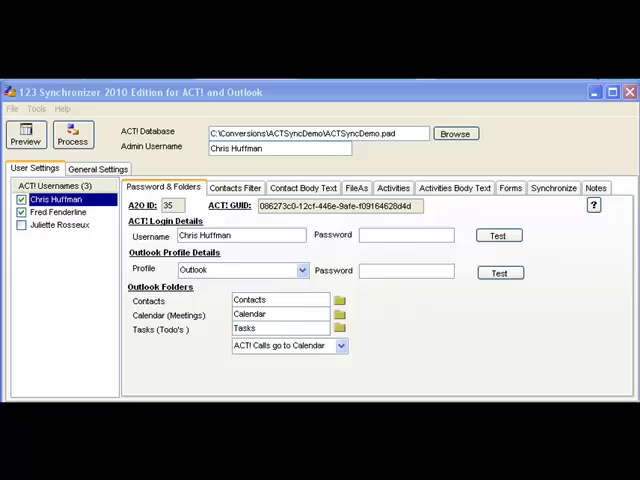 123 Synchronizer 2010 Edition for ACT! and Outlook
File Tools Help
Preview
Process
ACT! Database
C:\Conversions\ACTSyncDemo\ACTSyncDemo.pad
Browse
Admin Username
Chris Huffman
User Settings
General Settings
ACT! Usernames (3)
Chris Huffman
Fred Fenderline
Juliette Rosseux
Password & Folders
Contacts Filter
Contact Body Text
FileAs
Activities
Activities Body Text
Forms
Synchronize
Notes
A2O ID:
35
ACT! GUID:
086273c0-12cf-446e-9afe-f09164628d4d
?
ACT! Login Details
Username
Chris Huffman
Password
Test
Outlook Profile Details
Profile
Outlook
Password
Test
Outlook Folders
Contacts
Contacts
Calendar (Meetings)
Calendar
Tasks (Todo's )
Tasks
ACT! Calls go to Calendar